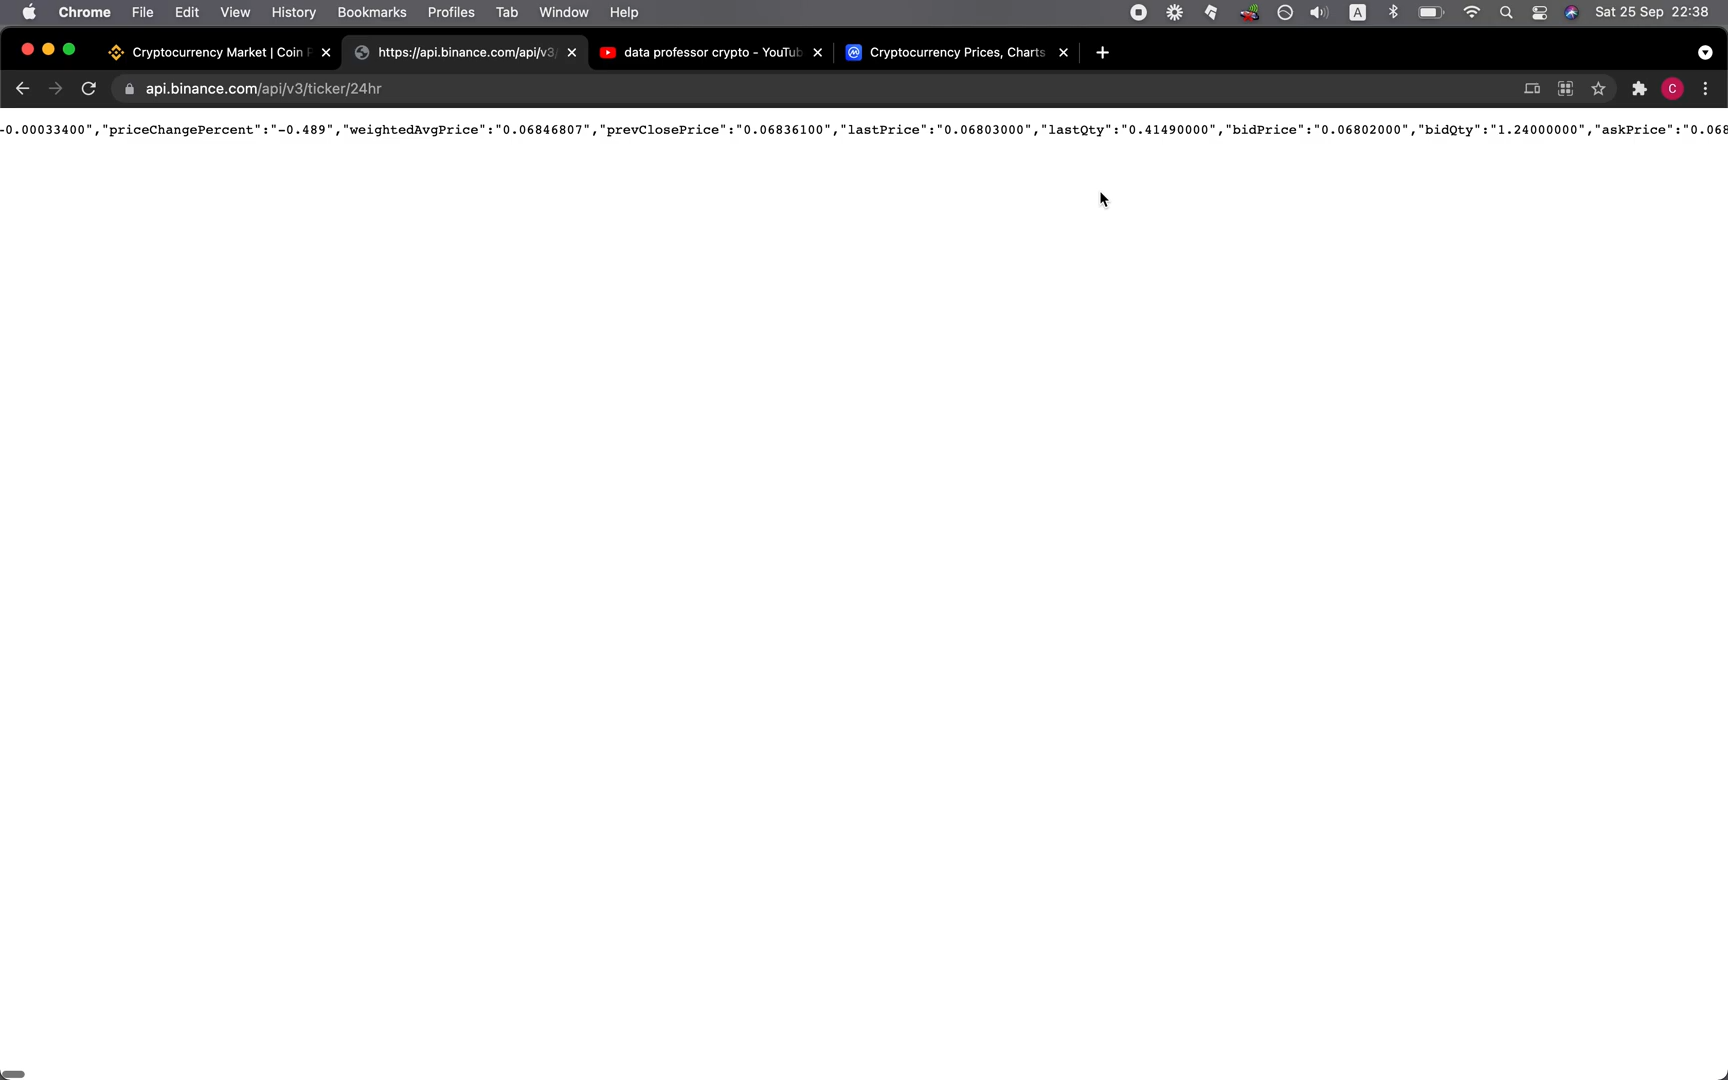 Chrome File Edit View History Bookmarks Profiles Tab Window Help A Sat 25 Sep 22:38
Cryptocurrency Market | Coin P https://api.binance.com/api/v3/ data professor crypto - YouTub Cryptocurrency Prices, Charts
api.binance.com/api/v3/ticker/24hr C
-0.00033400","priceChangePercent":"-0.489","weightedAvgPrice":"0.06846807","prevClosePrice":"0.06836100","lastPrice":"0.06803000","lastQty":"0.41490000","bidPrice":"0.06802000","bidQty":"1.24000000","askPrice":"0.068